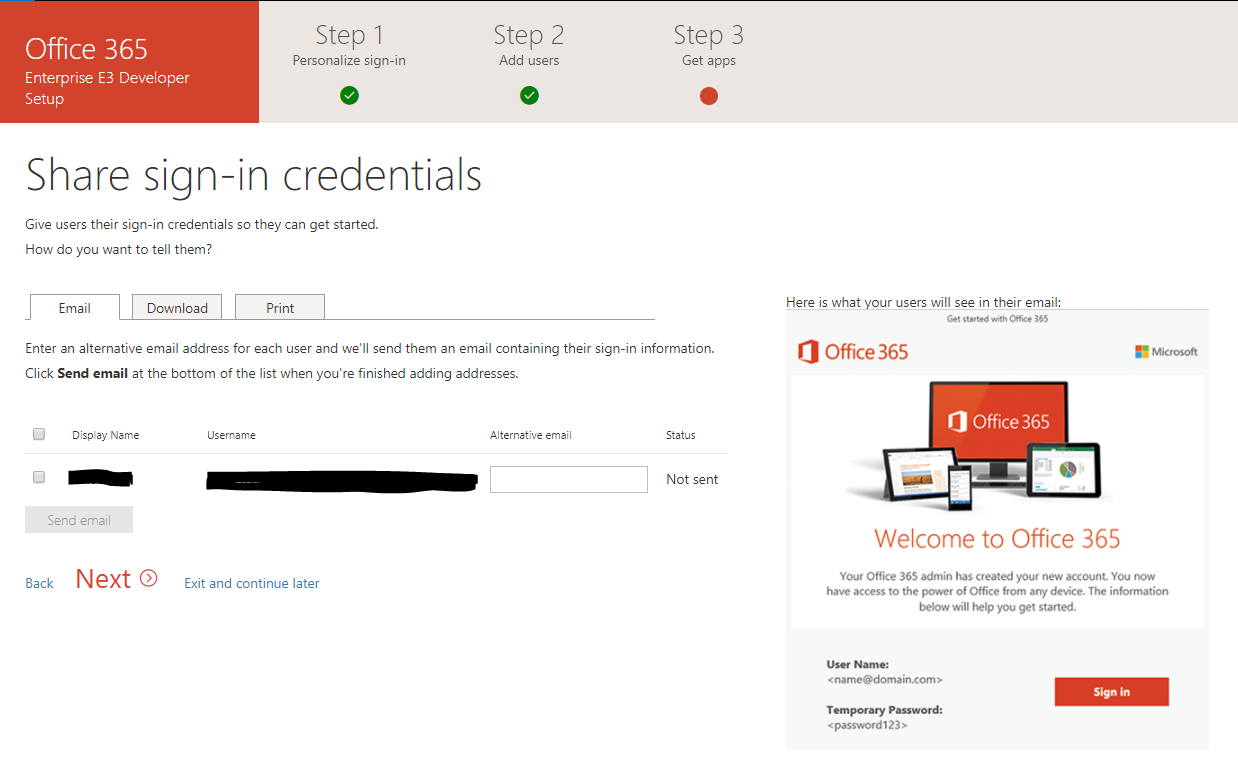 Office 365
Enterprise E3 Developer
Setup
Step 1
Personalize sign-in
Step 2
Add users
Step 3
Get apps
Share sign-in credentials
Give users their sign-in credentials so they can get started.
How do you want to tell them?
Email
Download
Print
Enter an alternative email address for each user and we'll send them an email containing their sign-in information.
Click Send email at the bottom of the list when you're finished adding addresses.
Display Name
Username
Alternative email
Status
Not sent
Send email
Back
Next
Exit and continue later
Here is what your users will see in their email:
Get started with Office 365
Office 365
Microsoft
Office 365
Welcome to Office 365
Your Office 365 admin has created your new account. You now
have access to the power of Office from any device. The information
below will help you get started.
User Name:
<name@domain.com>
Temporary Password:
<password123>
Sign in